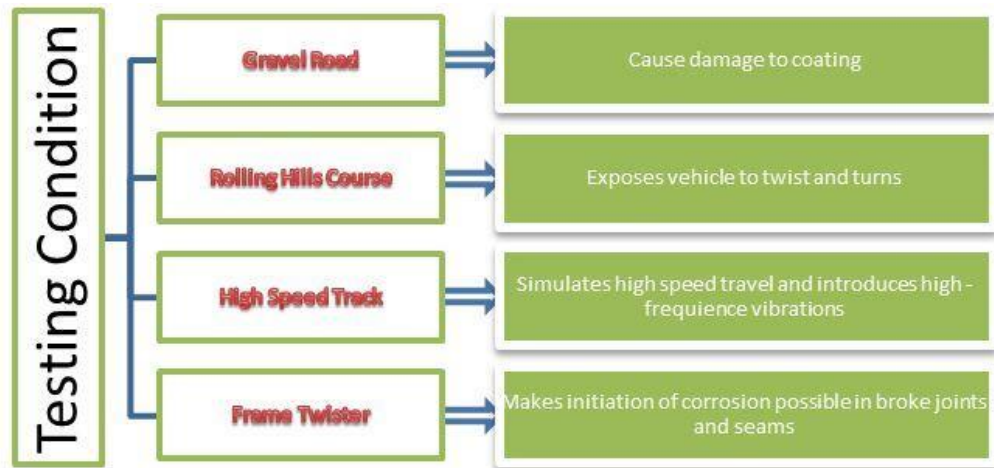 Testing Condition
Gravel Road
Cause damage to coating
Rolling Hills Course
Exposes vehicle to twist and turns
High Speed Track
Simulates high speed travel and introduces high -
frequience vibrations
Frame Twister
Makes initiation of corrosion possible in broke joints
and seams